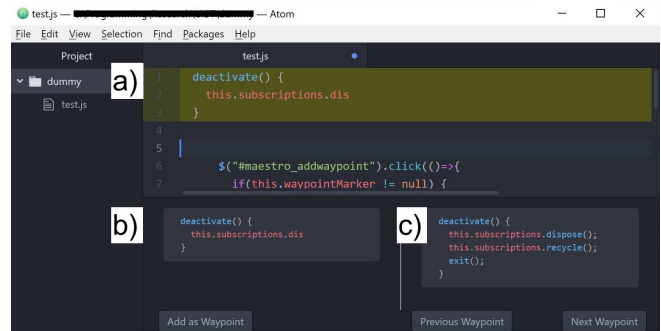 test.js — — Atom
File Edit View Selection Find Packages Help
Project test.js
dummy
test.js
a)
1 deactivate() {
2 this.subscriptions.dis
3 }
4
5
6 $("#maestro_addwaypoint").click(()=>{
7 if(this.waypointMarker != null) {
b)
deactivate() {
this.subscriptions.dis
}
Add as Waypoint
c)
deactivate() {
this.subscriptions.dispose();
this.subscriptions.recycle();
exit();
}
Previous Waypoint Next Waypoint